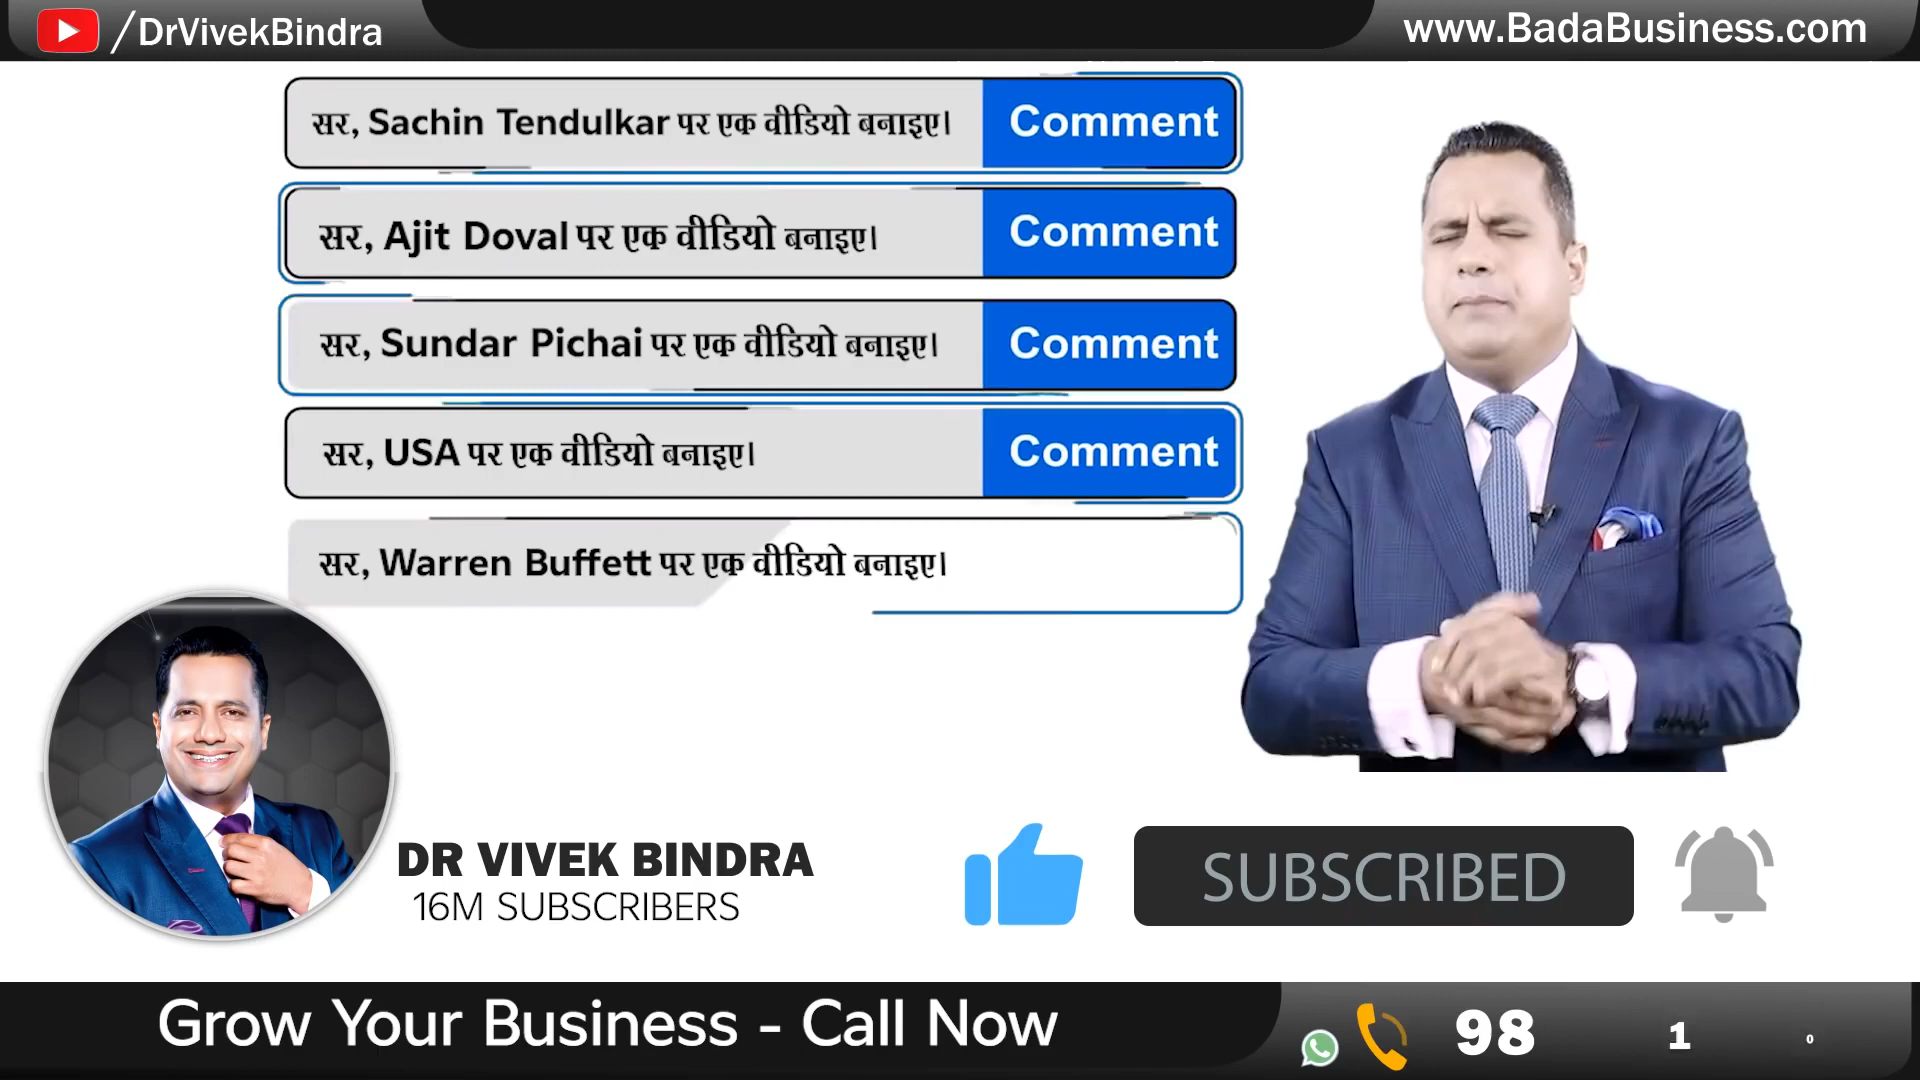 /DrVivekBindra
www.BadaBusiness.com
सर, Sachin Tendulkar पर एक वीडियो बनाइए। Comment
सर, Ajit Doval पर एक वीडियो बनाइए। Comment
सर, Sundar Pichai पर एक वीडियो बनाइए। Comment
सर, USA पर एक वीडियो बनाइए। Comment
सर, Warren Buffett पर एक वीडियो बनाइए।
DR VIVEK BINDRA
16M SUBSCRIBERS
SUBSCRIBED
Grow Your Business - Call Now
98 1 0